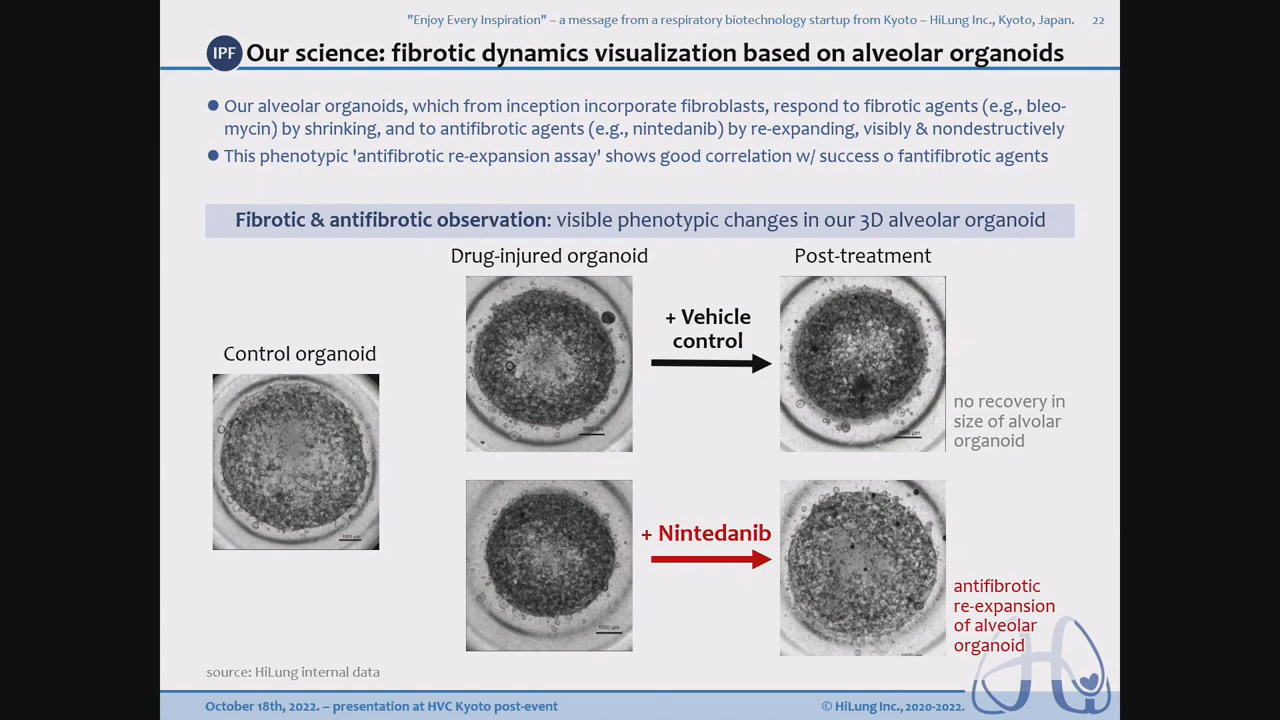 "Enjoy Every Inspiration" – a message from a respiratory biotechnology startup from Kyoto – HiLung Inc., Kyoto, Japan. 22
IPF Our science: fibrotic dynamics visualization based on alveolar organoids
● Our alveolar organoids, which from inception incorporate fibroblasts, respond to fibrotic agents (e.g., bleo-
mycin) by shrinking, and to antifibrotic agents (e.g., nintedanib) by re-expanding, visibly & nondestructively
● This phenotypic 'antifibrotic re-expansion assay' shows good correlation w/ success o fantifibrotic agents
Fibrotic & antifibrotic observation: visible phenotypic changes in our 3D alveolar organoid
Drug-injured organoid
Post-treatment
+ Vehicle
control
1000 µm
Control organoid
1000 µm
no recovery in
size of alvolar
organoid
+ Nintedanib
1000 µm
antifibrotic
re-expansion
of alveolar
organoid
source: HiLung internal data
October 18th, 2022. – presentation at HVC Kyoto post-event
© HiLung Inc., 2020-2022.